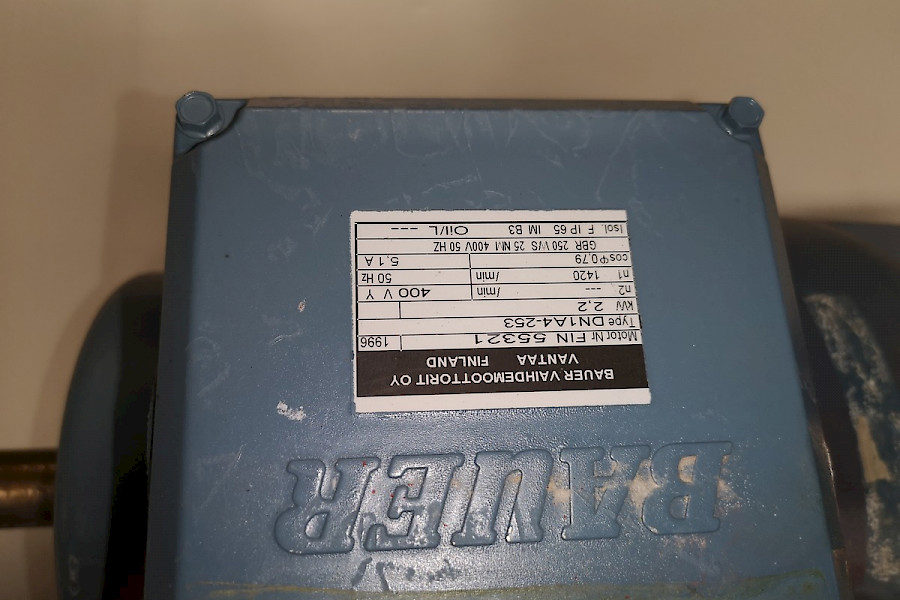 BAUER
BAUER VAIHDEMOOTTORIT OY
VANTAA FINLAND
Motor Nr FIN 55321 1996
Type DN1A4-253
kW 2,2
n2 --- /min 400 V Y
n1 1420 /min 50 Hz
cosφ 0,79 5,1 A
GBR 250 V/S 25 NM 400V 50 HZ
Isol. F IP 65 IM B3 Oil/L ---